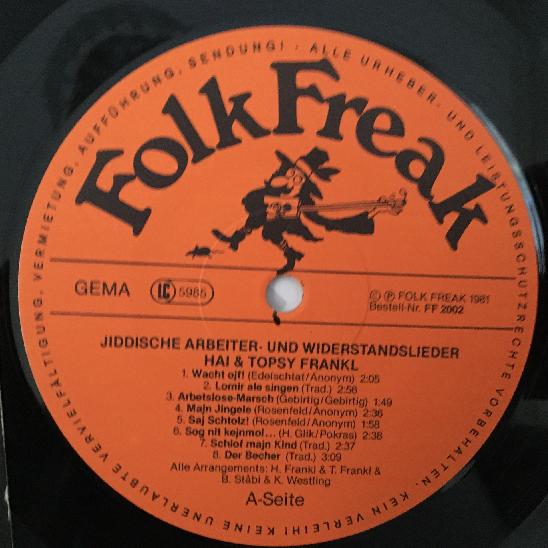 ALLE URHEBER- UND LEISTUNGSSCHUTZRECHTE VORBEHALTEN. KEIN VERLEIH! KEINE UNERLAUBTE VERVIELFÄLTIGUNG, VERMIETUNG, AUFFÜHRUNG, SENDUNG! ·
FolkFreak
GEMA LC 5985
© ℗ FOLK FREAK 1981
Bestell-Nr. FF 2002
JIDDISCHE ARBEITER- UND WIDERSTANDSLIEDER
HAI & TOPSY FRANKL
1. Wacht ojf! (Edelschtat/Anonym) 2:05
2. Lomir ale singen (Trad.) 2:56
3. Arbetslose-Marsch (Gebirtig/Gebirtig) 1:49
4. Majn Jingele (Rosenfeld/Anonym) 2:36
5. Saj Schtolz! (Rosenfeld/Anonym) 1:58
6. Sog nit kejnmol... (H. Glik/Pokras) 2:38
7. Schlof majn Kind (Trad.) 2:37
8. Der Becher (Trad.) 3:09
Alle Arrangements: H. Frankl & T. Frankl &
B. Ståbi & K. Westling
A-Seite